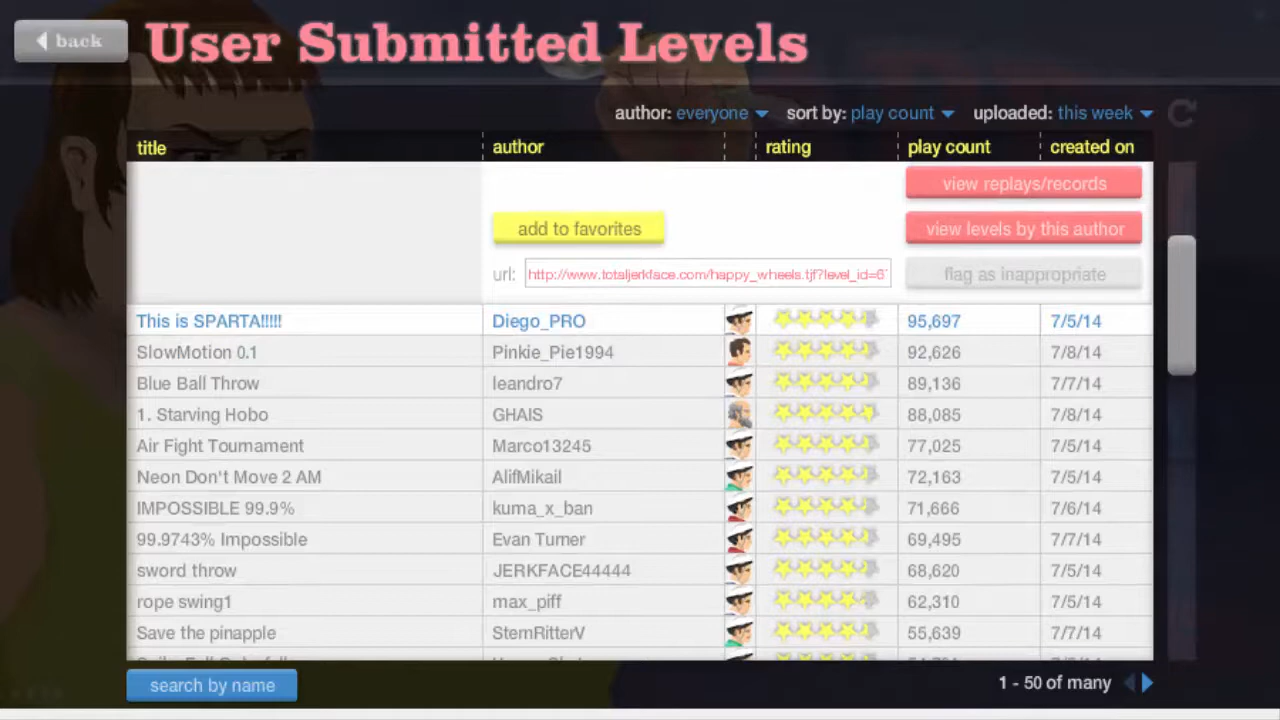 back
User Submitted Levels
author: everyone sort by: play count uploaded: this week
title author rating play count created on
view replays/records
add to favorites view levels by this author
url: http://www.totaljerkface.com/happy_wheels.tjf?level_id=6 flag as inappropriate
This is SPARTA!!!!! Diego_PRO 95,697 7/5/14
SlowMotion 0.1 Pinkie_Pie1994 92,626 7/8/14
Blue Ball Throw leandro7 89,136 7/7/14
1. Starving Hobo GHAIS 88,085 7/8/14
Air Fight Tournament Marco13245 77,025 7/5/14
Neon Don't Move 2 AM AlifMikail 72,163 7/5/14
IMPOSSIBLE 99.9% kuma_x_ban 71,666 7/6/14
99.9743% Impossible Evan Turner 69,495 7/7/14
sword throw JERKFACE44444 68,620 7/5/14
rope swing1 max_piff 62,310 7/5/14
Save the pinapple SternRitterV 55,639 7/7/14
search by name 1 - 50 of many